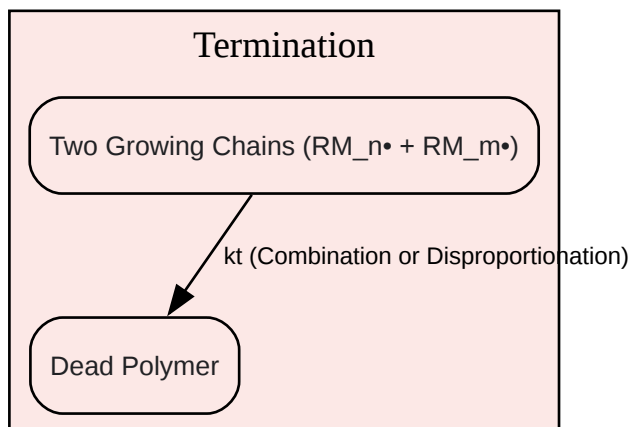 Termination
Two Growing Chains (RM_n• + RM_m•)
kt (Combination or Disproportionation)
Dead Polymer